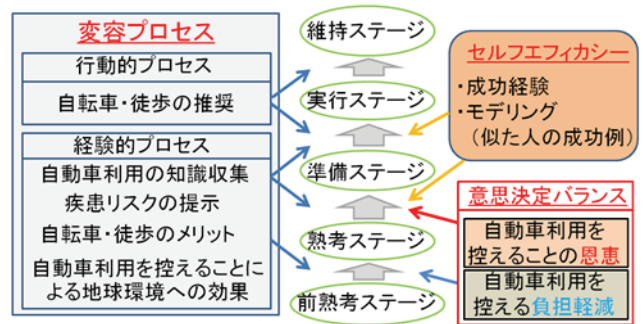 変容プロセス
行動的プロセス
自転車・徒歩の推奨
経験的プロセス
自動車利用の知識収集
疾患リスクの提示
自転車・徒歩のメリット
自動車利用を控えることに
よる地球環境への効果
維持ステージ
実行ステージ
準備ステージ
熟考ステージ
前熟考ステージ
セルフエフィカシー
・成功経験
・モデリング
（似た人の成功例）
意思決定バランス
自動車利用を
控えることの恩恵
自動車利用を
控える負担軽減